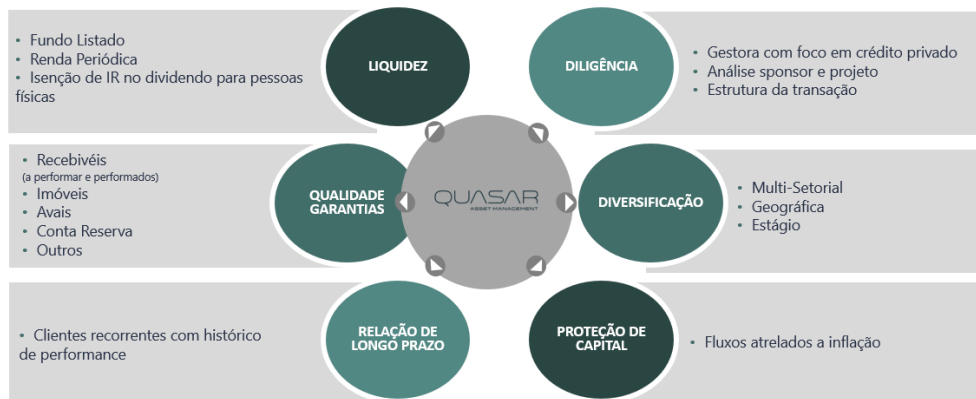 • Fundo Listado
• Renda Periódica
• Isenção de IR no dividendo para pessoas
físicas
LIQUIDEZ
DILIGÊNCIA
• Gestora com foco em crédito privado
• Análise sponsor e projeto
• Estrutura da transação
• Recebivéis
(a performar e performados)
• Imóveis
• Avais
• Conta Reserva
• Outros
QUALIDADE
GARANTIAS
QUASAR
ASSET MANAGEMENT
DIVERSIFICAÇÃO
• Multi-Setorial
• Geográfica
• Estágio
• Clientes recorrentes com histórico
de performance
RELAÇÃO DE
LONGO PRAZO
PROTEÇÃO DE
CAPITAL
• Fluxos atrelados a inflação